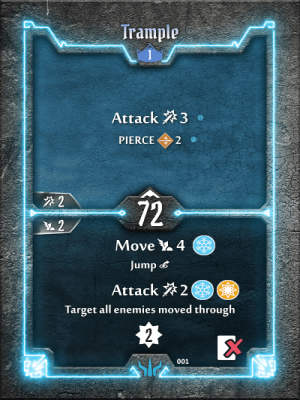 Trample
1
Attack 3
PIERCE 2
2
72
2
Move 4
Jump
Attack 2
Target all enemies moved through
2
001